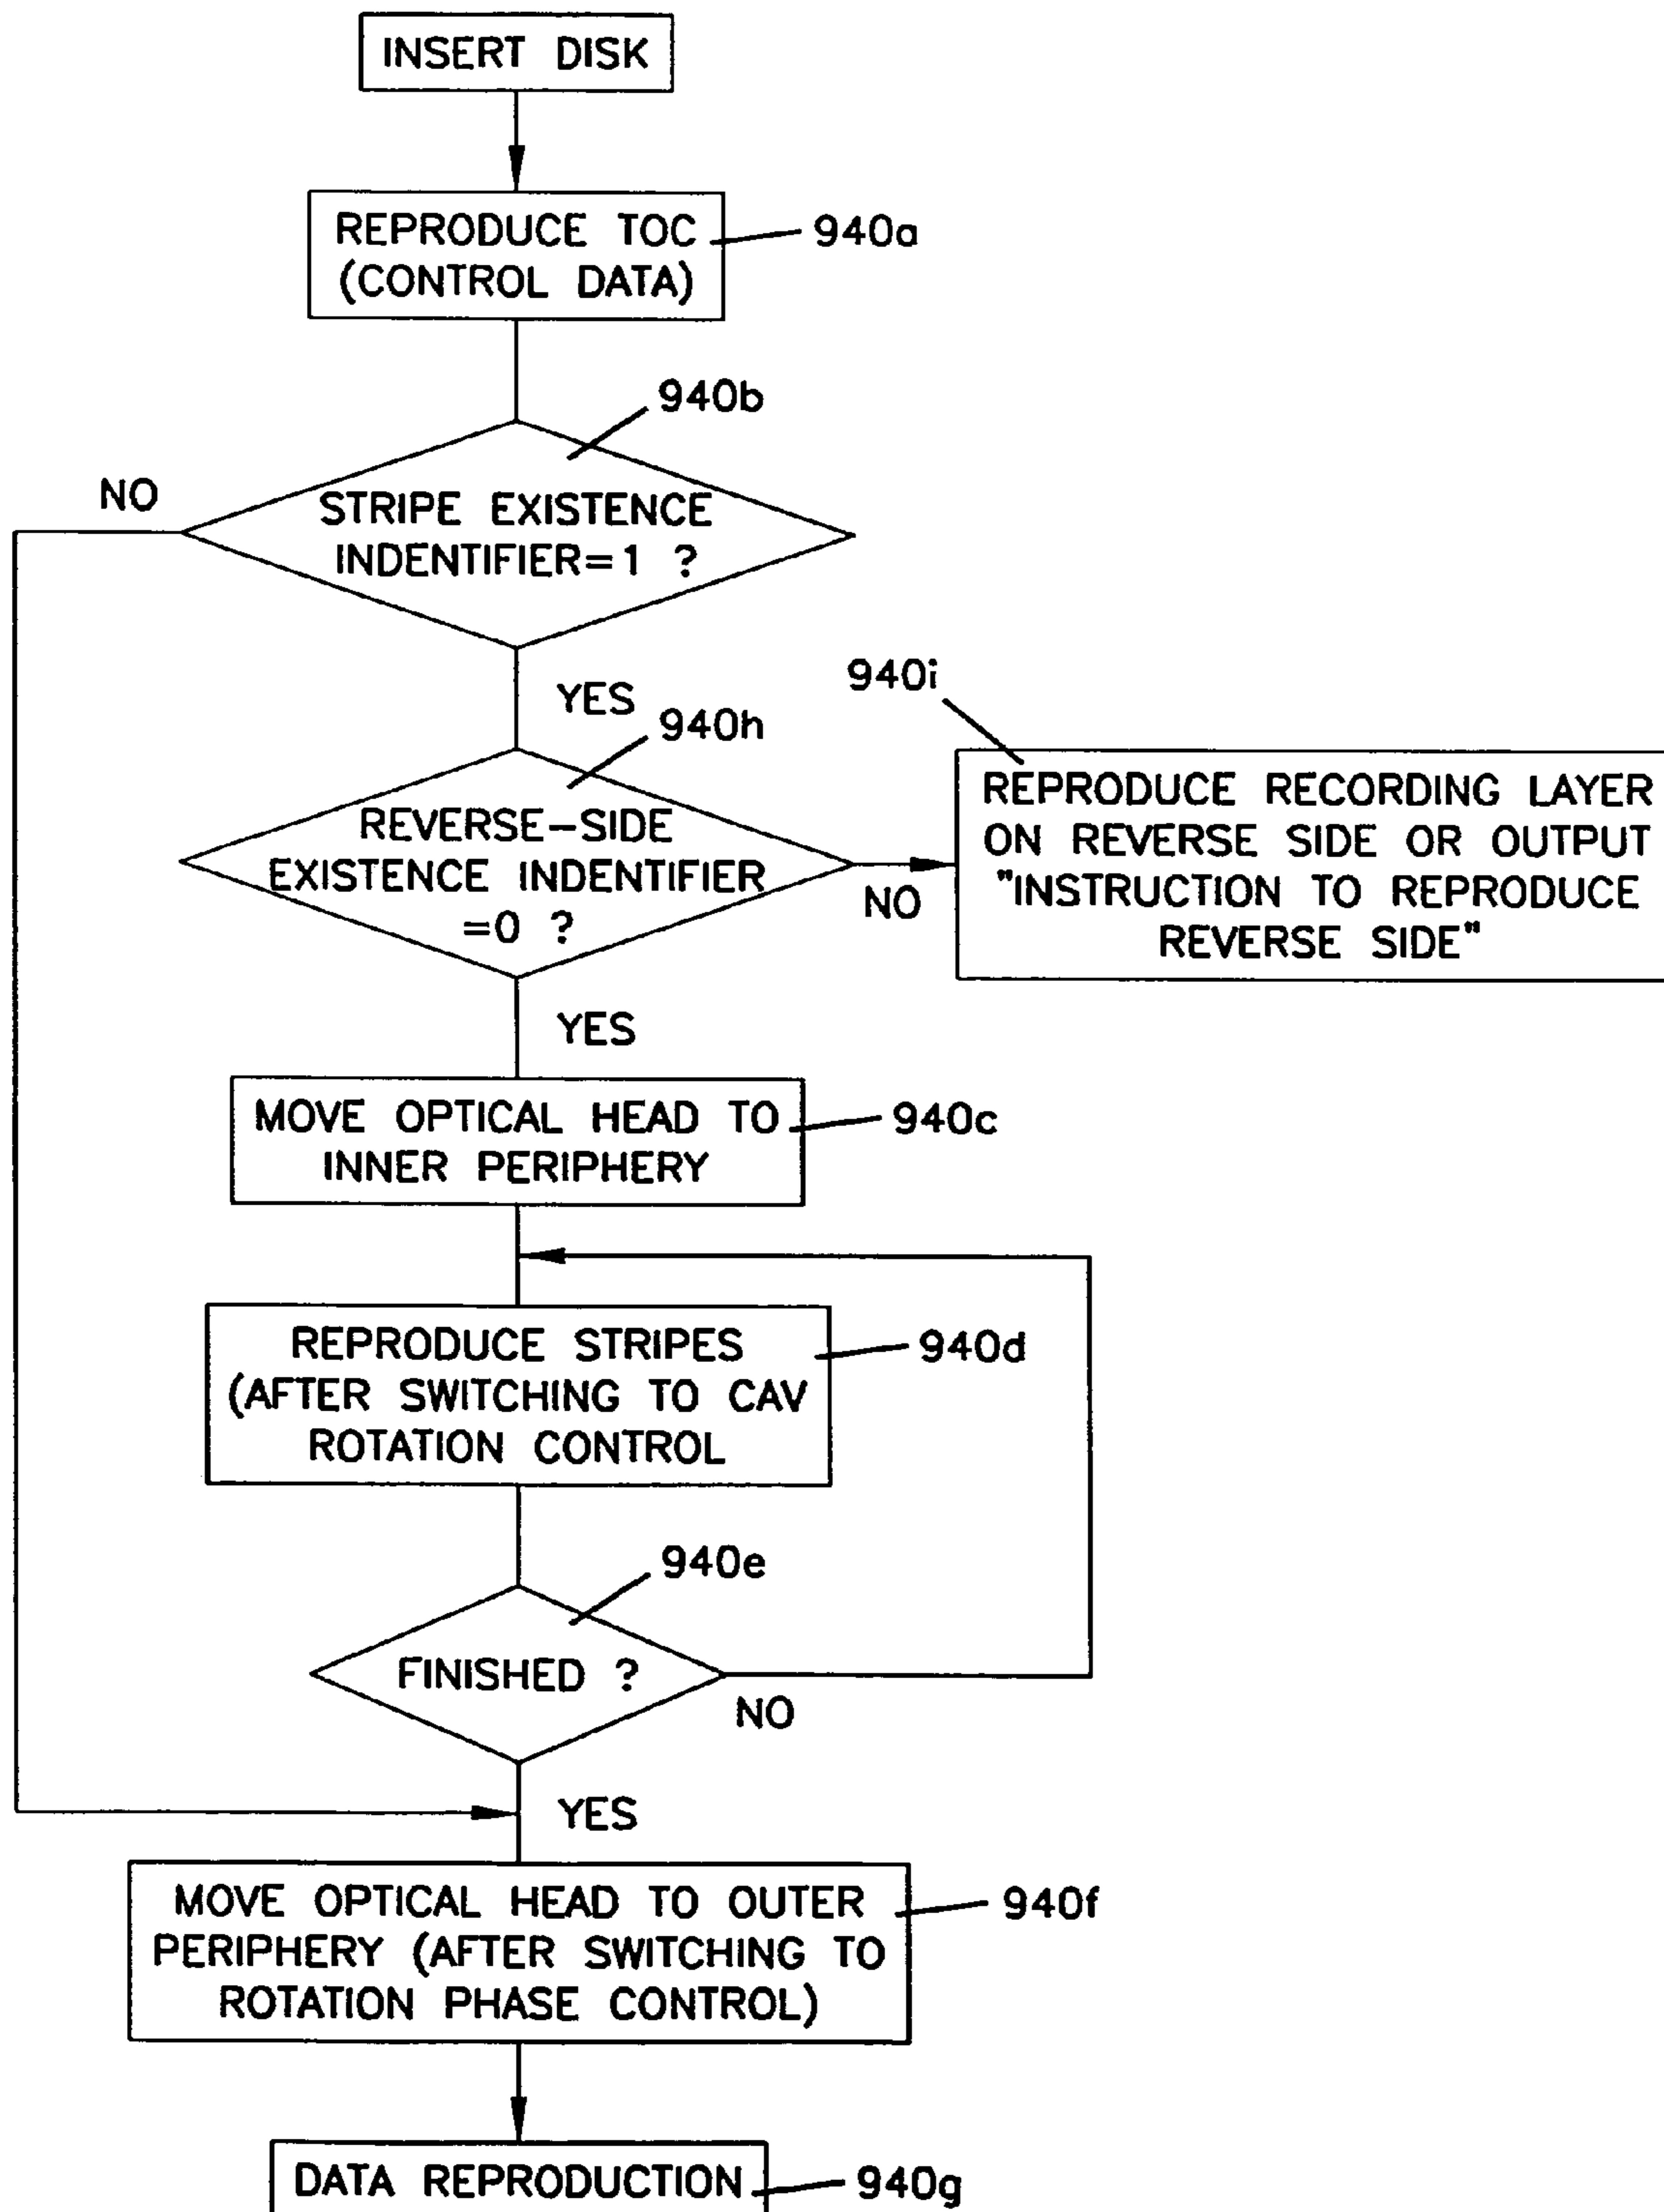 INSERT DISK
REPRODUCE TOC
(CONTROL DATA)
940a
940b
NO
STRIPE EXISTENCE
INDENTIFIER=1 ?
YES
940h
940i
REVERSE-SIDE
EXISTENCE INDENTIFIER
=0 ?
NO
REPRODUCE RECORDING LAYER
ON REVERSE SIDE OR OUTPUT
"INSTRUCTION TO REPRODUCE
REVERSE SIDE"
YES
MOVE OPTICAL HEAD TO
INNER PERIPHERY
940c
REPRODUCE STRIPES
(AFTER SWITCHING TO CAV
ROTATION CONTROL
940d
940e
FINISHED ?
NO
YES
MOVE OPTICAL HEAD TO OUTER
PERIPHERY (AFTER SWITCHING TO
ROTATION PHASE CONTROL)
940f
DATA REPRODUCTION
940g